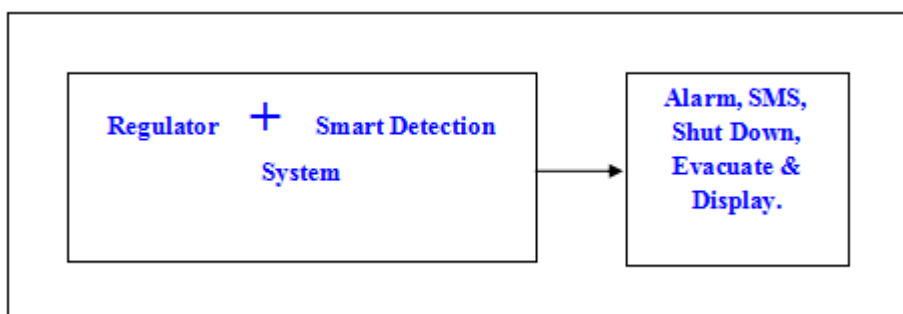 Regulator + Smart Detection
System
Alarm, SMS,
Shut Down,
Evacuate &
Display.